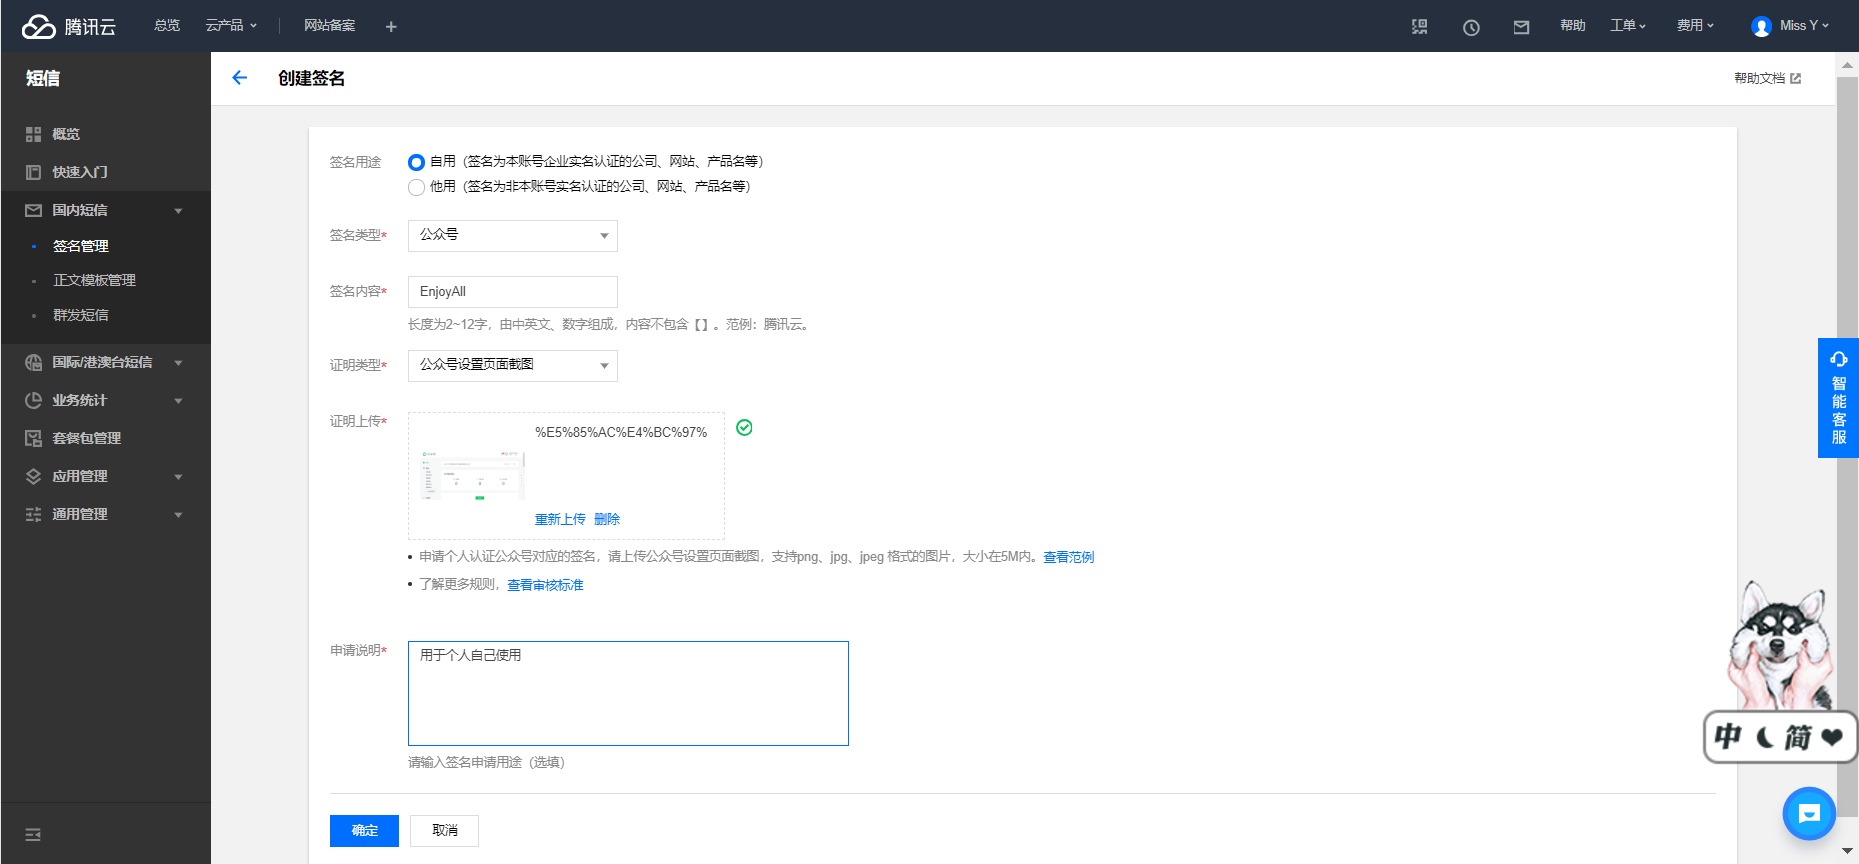 腾讯云 总览 云产品 网站备案 + 帮助 工单 费用 Miss Y
短信
创建签名
帮助文档
概览
快速入门
国内短信
签名管理
正文模板管理
群发短信
国际/港澳台短信
业务统计
套餐包管理
应用管理
通用管理
签名用途
自用（签名为本账号企业实名认证的公司、网站、产品名等）
他用（签名为非本账号实名认证的公司、网站、产品名等）
签名类型* 公众号
签名内容* EnjoyAll
长度为2~12字，由中英文、数字组成，内容不包含【】。范例：腾讯云。
证明类型* 公众号设置页面截图
证明上传* %E5%85%AC%E4%BC%97%
重新上传 删除
• 申请个人认证公众号对应的签名，请上传公众号设置页面截图，支持png、jpg、jpeg 格式的图片，大小在5M内。查看范例
• 了解更多规则，查看审核标准
申请说明* 用于个人自己使用
请输入签名申请用途（选填）
确定 取消
智能客服
中 简